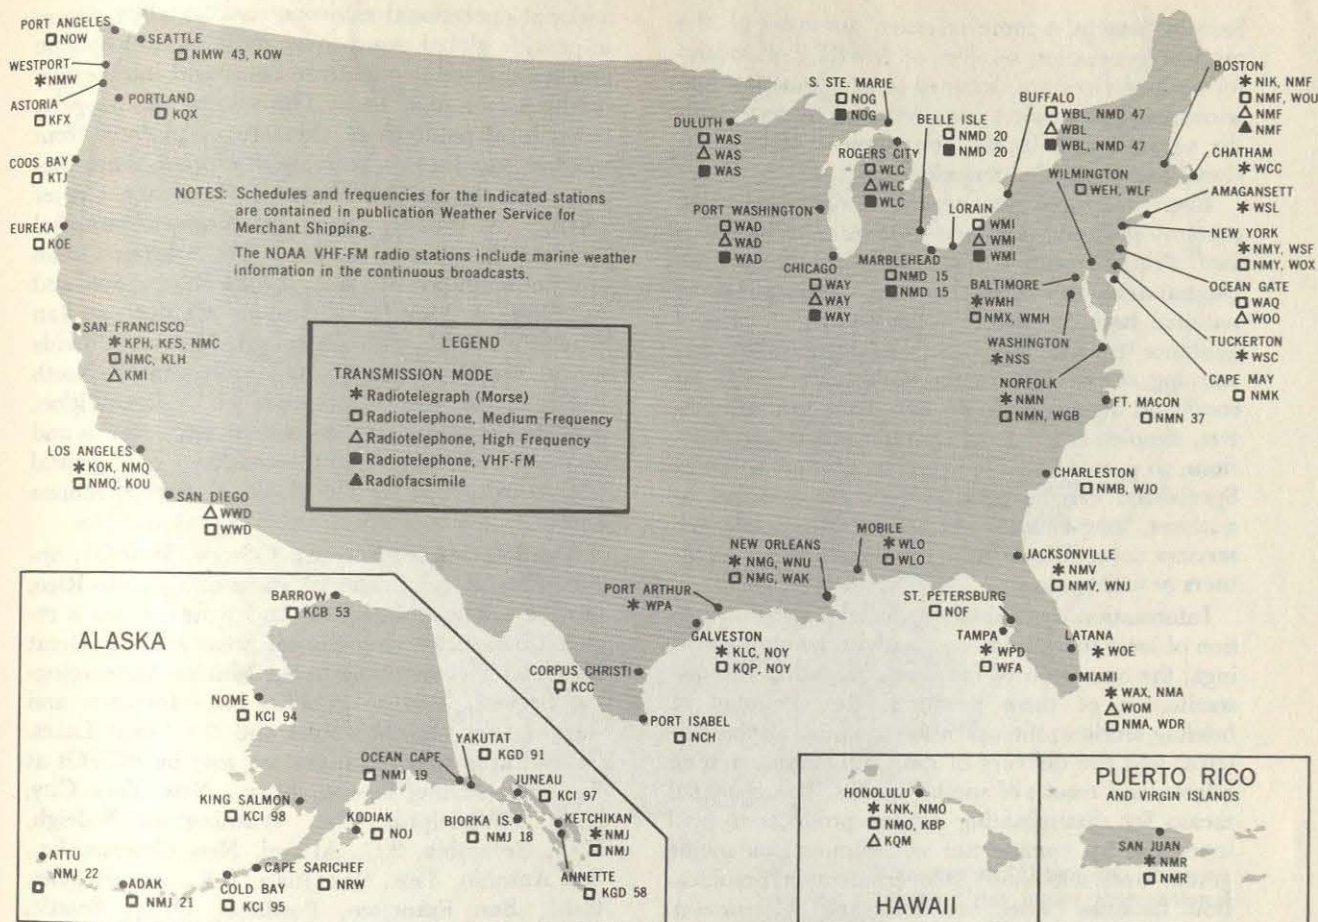 PORT ANGELES
NOW
SEATTLE
NMW 43, KOW
WESTPORT
NMW
ASTORIA
KFX
PORTLAND
KQX
COOS BAY
KTJ
EUREKA
KOE
NOTES: Schedules and frequencies for the indicated stations
are contained in publication Weather Service for
Merchant Shipping.
The NOAA VHF-FM radio stations include marine weather
information in the continuous broadcasts.
SAN FRANCISCO
KPH, KFS, NMC
NMC, KLH
KMI
LOS ANGELES
KOK, NMQ
NMQ, KOU
SAN DIEGO
WWD
WWD
LEGEND
TRANSMISSION MODE
Radiotelegraph (Morse)
Radiotelephone, Medium Frequency
Radiotelephone, High Frequency
Radiotelephone, VHF-FM
Radiofacsimile
DULUTH
WAS
WAS
WAS
S. STE. MARIE
NOG
NOG
ROGERS CITY
WLC
WLC
WLC
PORT WASHINGTON
WAD
WAD
WAD
CHICAGO
WAY
WAY
WAY
BELLE ISLE
NMD 20
NMD 20
MARBLEHEAD
NMD 15
NMD 15
LORAIN
WMI
WMI
WMI
BUFFALO
WBL, NMD 47
WBL
WBL, NMD 47
BOSTON
NIK, NMF
NMF, WOU
NMF
NMF
CHATHAM
WCC
AMAGANSETT
WSL
NEW YORK
NMY, WSF
NMY, WOX
OCEAN GATE
WAQ
WOO
TUCKERTON
WSC
CAPE MAY
NMK
WILMINGTON
WEH, WLF
BALTIMORE
WMH
NMX, WMH
WASHINGTON
NSS
NORFOLK
NMN
NMN, WGB
FT. MACON
NMN 37
CHARLESTON
NMB, WJO
JACKSONVILLE
NMV
NMV, WNJ
ST. PETERSBURG
NOF
TAMPA
WPD
WFA
LATANA
WOE
MIAMI
WAX, NMA
WOM
NMA, WDR
MOBILE
WLO
WLO
NEW ORLEANS
NMG, WNU
NMG, WAK
PORT ARTHUR
WPA
GALVESTON
KLC, NOY
KQP, NOY
CORPUS CHRISTI
KCC
PORT ISABEL
NCH
ALASKA
BARROW
KCB 53
NOME
KCI 94
OCEAN CAPE
NMJ 19
YAKUTAT
KGD 91
JUNEAU
KCI 97
KING SALMON
KCI 98
KODIAK
NOJ
BIORKA IS.
NMJ 18
KETCHIKAN
NMJ
NMJ
ANNETTE
KGD 58
ATTU
NMJ 22
ADAK
NMJ 21
COLD BAY
KCI 95
CAPE SARICHEF
NRW
HONOLULU
KNK, NMO
NMO, KBP
KQM
HAWAII
PUERTO RICO
AND VIRGIN ISLANDS
SAN JUAN
NMR
NMR